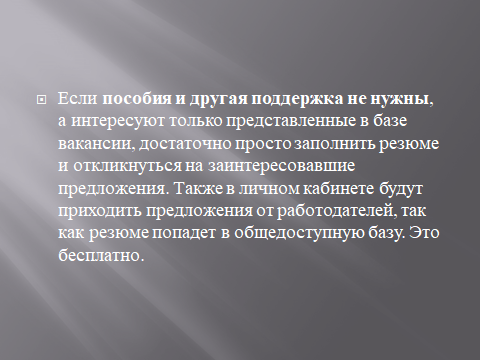 Если пособия и другая поддержка не нужны,
а интересуют только представленные в базе
вакансии, достаточно просто заполнить резюме
и откликнуться на заинтересовавшие
предложения. Также в личном кабинете будут
приходить предложения от работодателей, так
как резюме попадет в общедоступную базу. Это
бесплатно.